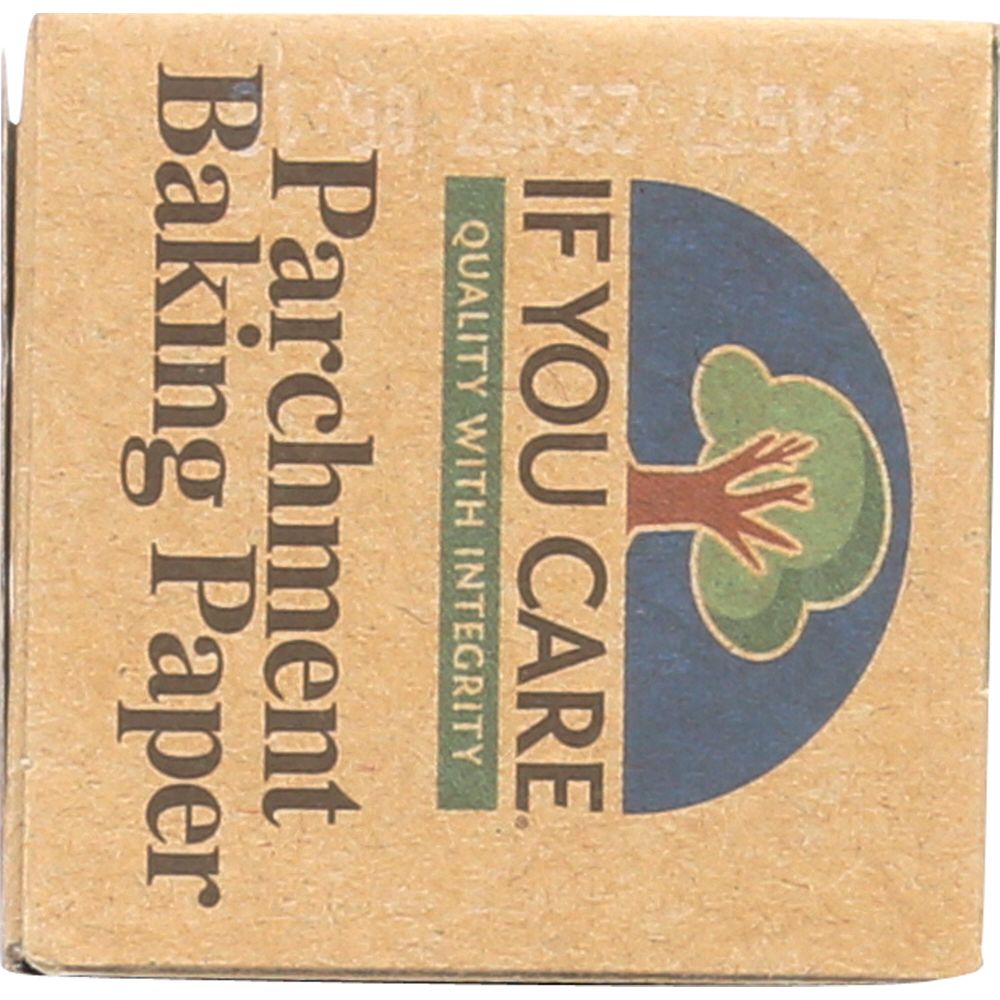 IF YOU CARE®
QUALITY WITH INTEGRITY
Parchment
Baking Paper